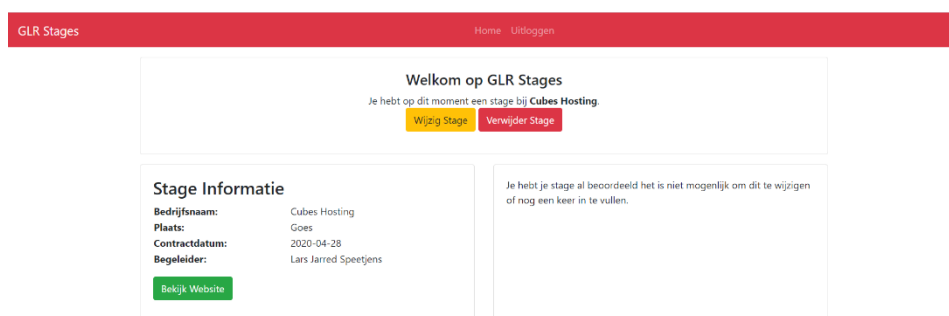 GLR Stages
Home Uitloggen
Welkom op GLR Stages
Je hebt op dit moment een stage bij Cubes Hosting.
Wijzig Stage Verwijder Stage
Stage Informatie
Bedrijfsnaam: Cubes Hosting
Plaats: Goes
Contractdatum: 2020-04-28
Begeleider: Lars Jarred Speetjens
Bekijk Website
Je hebt je stage al beoordeeld het is niet mogenlijk om dit te wijzigen
of nog een keer in te vullen.